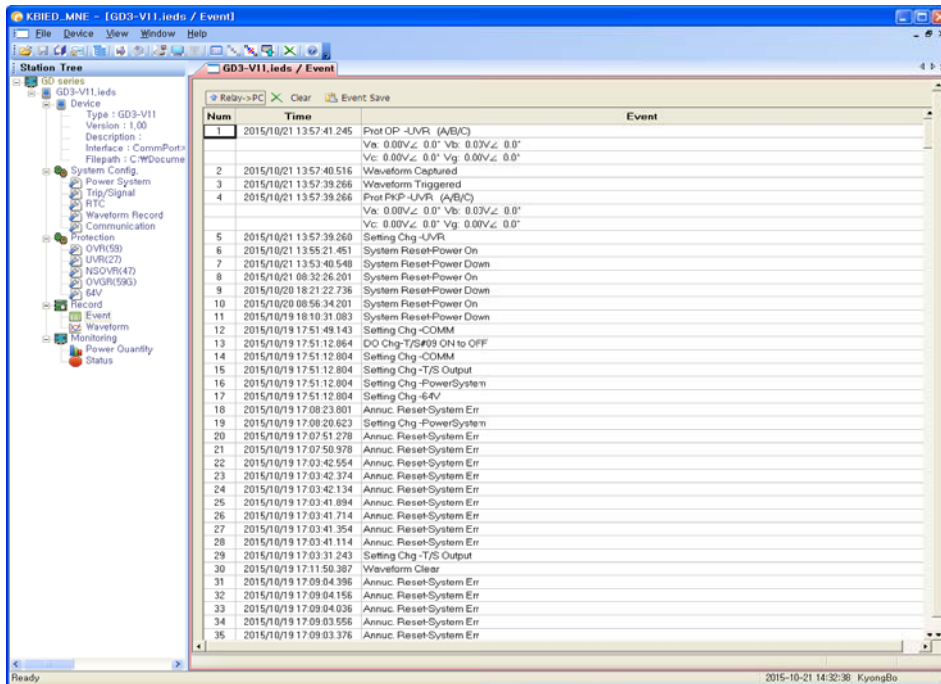 KBIED_MNE - [GD3-V11.ieds / Event]
File Device View Window Help
Station Tree
GD series
GD3-V11.ieds
Device
Type : GD3-V11
Version : 1,00
Description :
Interface : CommPort>
Filepath : C:₩Docume
System Config.
Power System
Trip/Signal
RTC
Waveform Record
Communication
Protection
OVR(59)
UVR(27)
NSOVR(47)
OVGR(59G)
64V
Record
Event
Waveform
Monitoring
Power Quantity
Status
GD3-V11.ieds / Event
Relay->PC Clear Event Save
Num Time Event
1 2015/10/21 13:57:41.245 Prot OP -UVR (A/B/C)
Va: 0.00V∠ 0.0° Vb: 0.03V∠ 0.0°
Vc: 0.00V∠ 0.0° Vg: 0.00V∠ 0.0°
2 2015/10/21 13:57:40.516 Waveform Captured
3 2015/10/21 13:57:39.266 Waveform Triggered
4 2015/10/21 13:57:39.266 Prot PKP -UVR (A/B/C)
Va: 0.00V∠ 0.0° Vb: 0.03V∠ 0.0°
Vc: 0.00V∠ 0.0° Vg: 0.00V∠ 0.0°
5 2015/10/21 13:57:39.260 Setting Chg -UVR
6 2015/10/21 13:55:21.451 System Reset-Power On
7 2015/10/21 13:53:40.548 System Reset-Power Down
8 2015/10/21 08:32:26.201 System Reset-Power On
9 2015/10/20 18:21:22.736 System Reset-Power Down
10 2015/10/20 08:56:34.201 System Reset-Power On
11 2015/10/19 18:10:31.083 System Reset-Power Down
12 2015/10/19 17:51:49.143 Setting Chg -COMM
13 2015/10/19 17:51:12.864 DO Chg-T/S#09 ON to OFF
14 2015/10/19 17:51:12.804 Setting Chg -COMM
15 2015/10/19 17:51:12.804 Setting Chg -T/S Output
16 2015/10/19 17:51:12.804 Setting Chg -PowerSystem
17 2015/10/19 17:51:12.804 Setting Chg -64V
18 2015/10/19 17:08:23.801 Annuc. Reset-System Err
19 2015/10/19 17:08:20.623 Setting Chg -PowerSystem
20 2015/10/19 17:07:51.278 Annuc. Reset-System Err
21 2015/10/19 17:07:50.978 Annuc. Reset-System Err
22 2015/10/19 17:03:42.554 Annuc. Reset-System Err
23 2015/10/19 17:03:42.374 Annuc. Reset-System Err
24 2015/10/19 17:03:42.134 Annuc. Reset-System Err
25 2015/10/19 17:03:41.894 Annuc. Reset-System Err
26 2015/10/19 17:03:41.714 Annuc. Reset-System Err
27 2015/10/19 17:03:41.354 Annuc. Reset-System Err
28 2015/10/19 17:03:41.114 Annuc. Reset-System Err
29 2015/10/19 17:03:31.243 Setting Chg -T/S Output
30 2015/10/19 17:11:50.387 Waveform Clear
31 2015/10/19 17:09:04.396 Annuc. Reset-System Err
32 2015/10/19 17:09:04.156 Annuc. Reset-System Err
33 2015/10/19 17:09:04.036 Annuc. Reset-System Err
34 2015/10/19 17:09:03.556 Annuc. Reset-System Err
35 2015/10/19 17:09:03.376 Annuc. Reset-System Err
Ready 2015-10-21 14:32:38 KyongBo